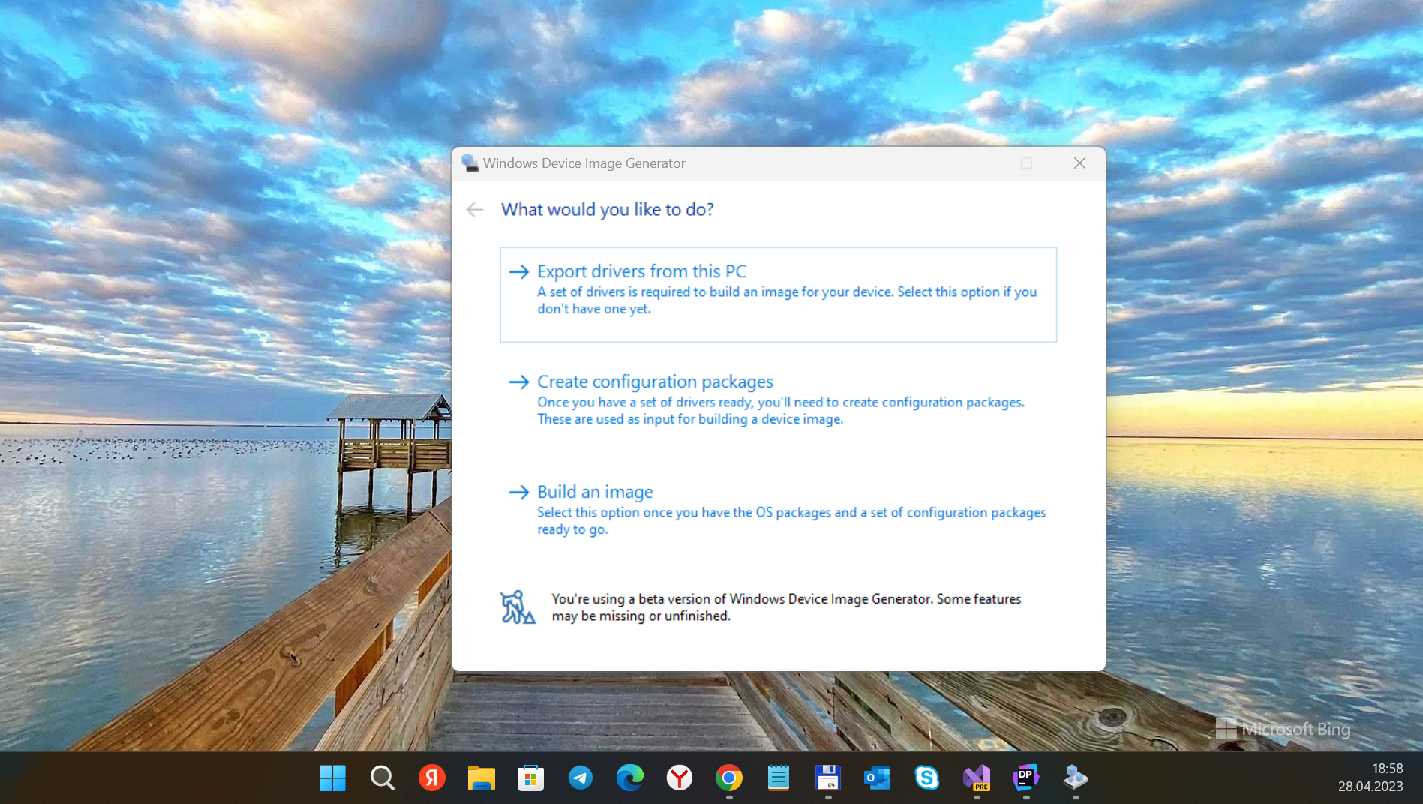 Windows Device Image Generator
What would you like to do?
Export drivers from this PC
A set of drivers is required to build an image for your device. Select this option if you
don't have one yet.
Create configuration packages
Once you have a set of drivers ready, you'll need to create configuration packages.
These are used as input for building a device image.
Build an image
Select this option once you have the OS packages and a set of configuration packages
ready to go.
You're using a beta version of Windows Device Image Generator. Some features
may be missing or unfinished.
Microsoft Bing
Я
Y
PRE
DP
18:58
28.04.2023